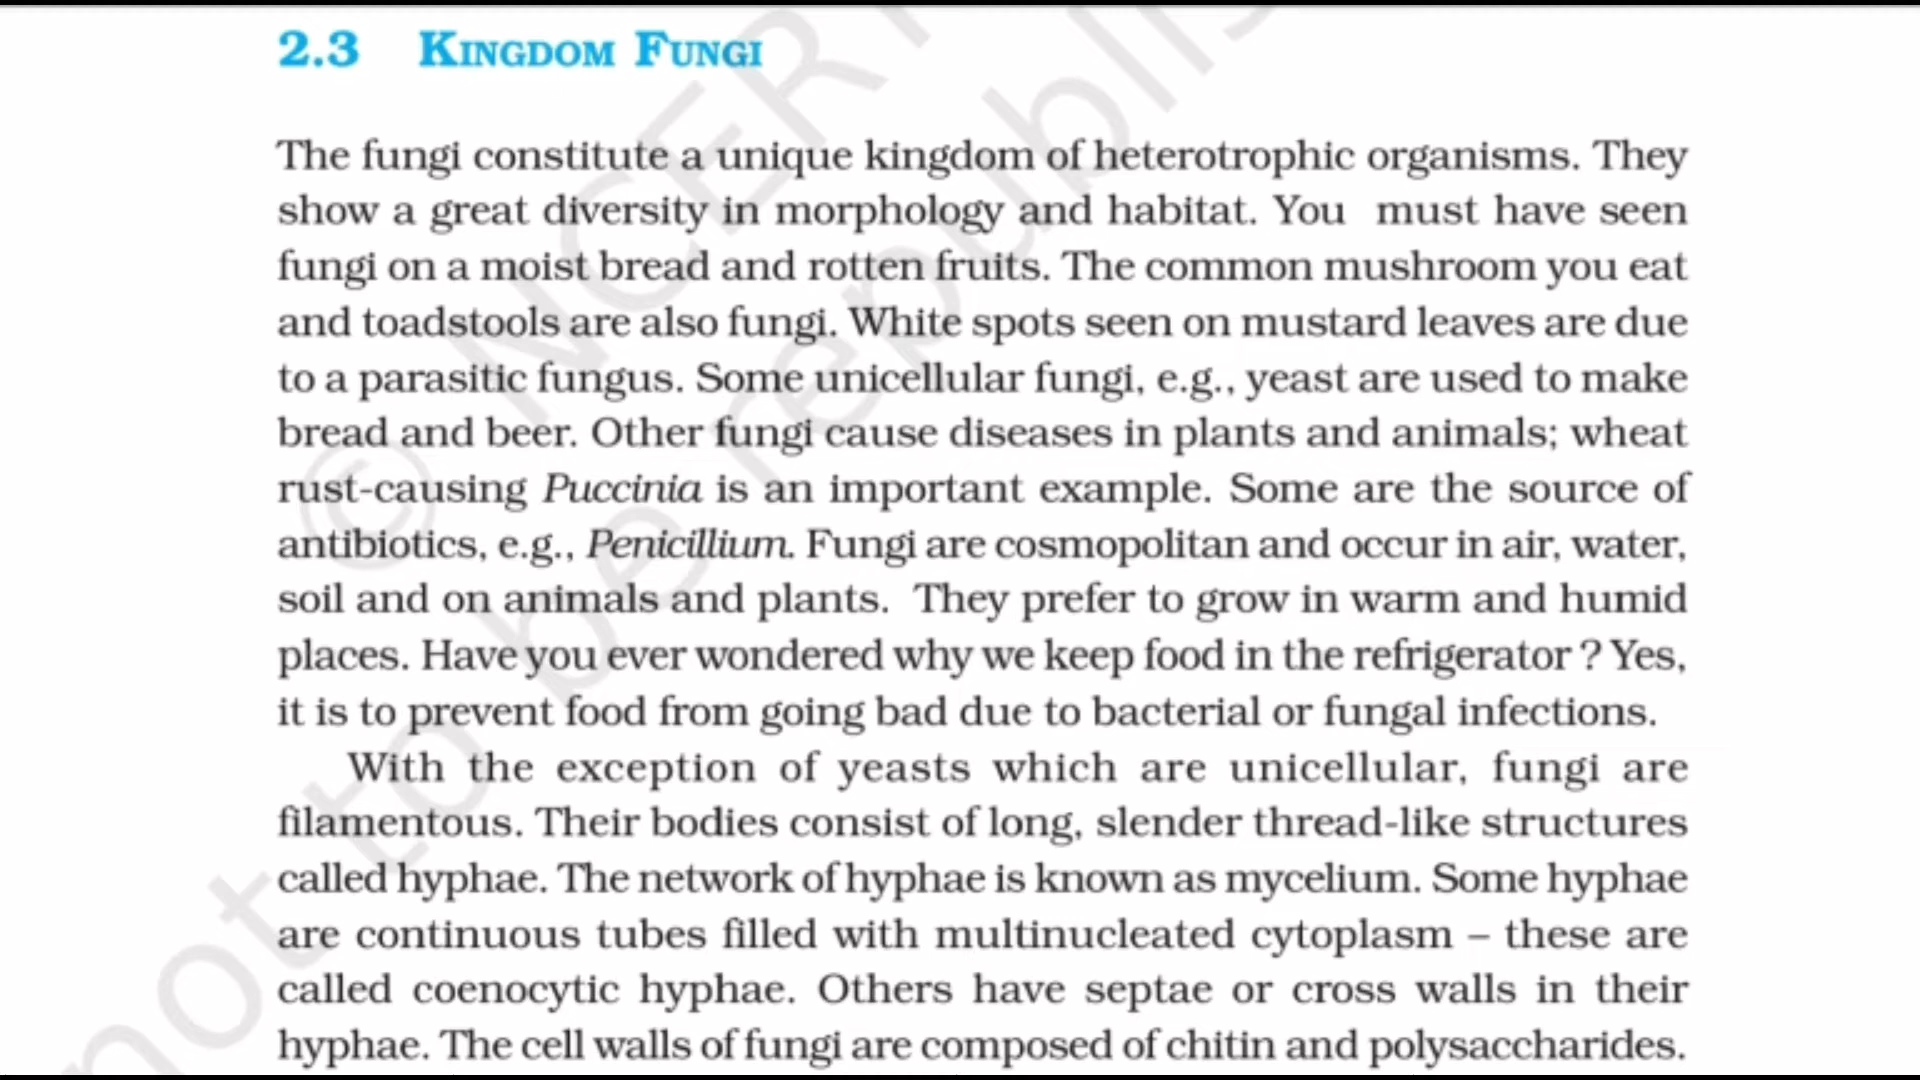 2.3 KINGDOM FUNGI
The fungi constitute a unique kingdom of heterotrophic organisms. They
show a great diversity in morphology and habitat. You must have seen
fungi on a moist bread and rotten fruits. The common mushroom you eat
and toadstools are also fungi. White spots seen on mustard leaves are due
to a parasitic fungus. Some unicellular fungi, e.g., yeast are used to make
bread and beer. Other fungi cause diseases in plants and animals; wheat
rust-causing Puccinia is an important example. Some are the source of
antibiotics, e.g., Penicillium. Fungi are cosmopolitan and occur in air, water,
soil and on animals and plants. They prefer to grow in warm and humid
places. Have you ever wondered why we keep food in the refrigerator ? Yes,
it is to prevent food from going bad due to bacterial or fungal infections.
With the exception of yeasts which are unicellular, fungi are
filamentous. Their bodies consist of long, slender thread-like structures
called hyphae. The network of hyphae is known as mycelium. Some hyphae
are continuous tubes filled with multinucleated cytoplasm – these are
called coenocytic hyphae. Others have septae or cross walls in their
hyphae. The cell walls of fungi are composed of chitin and polysaccharides.
© NCERT
not to be republis